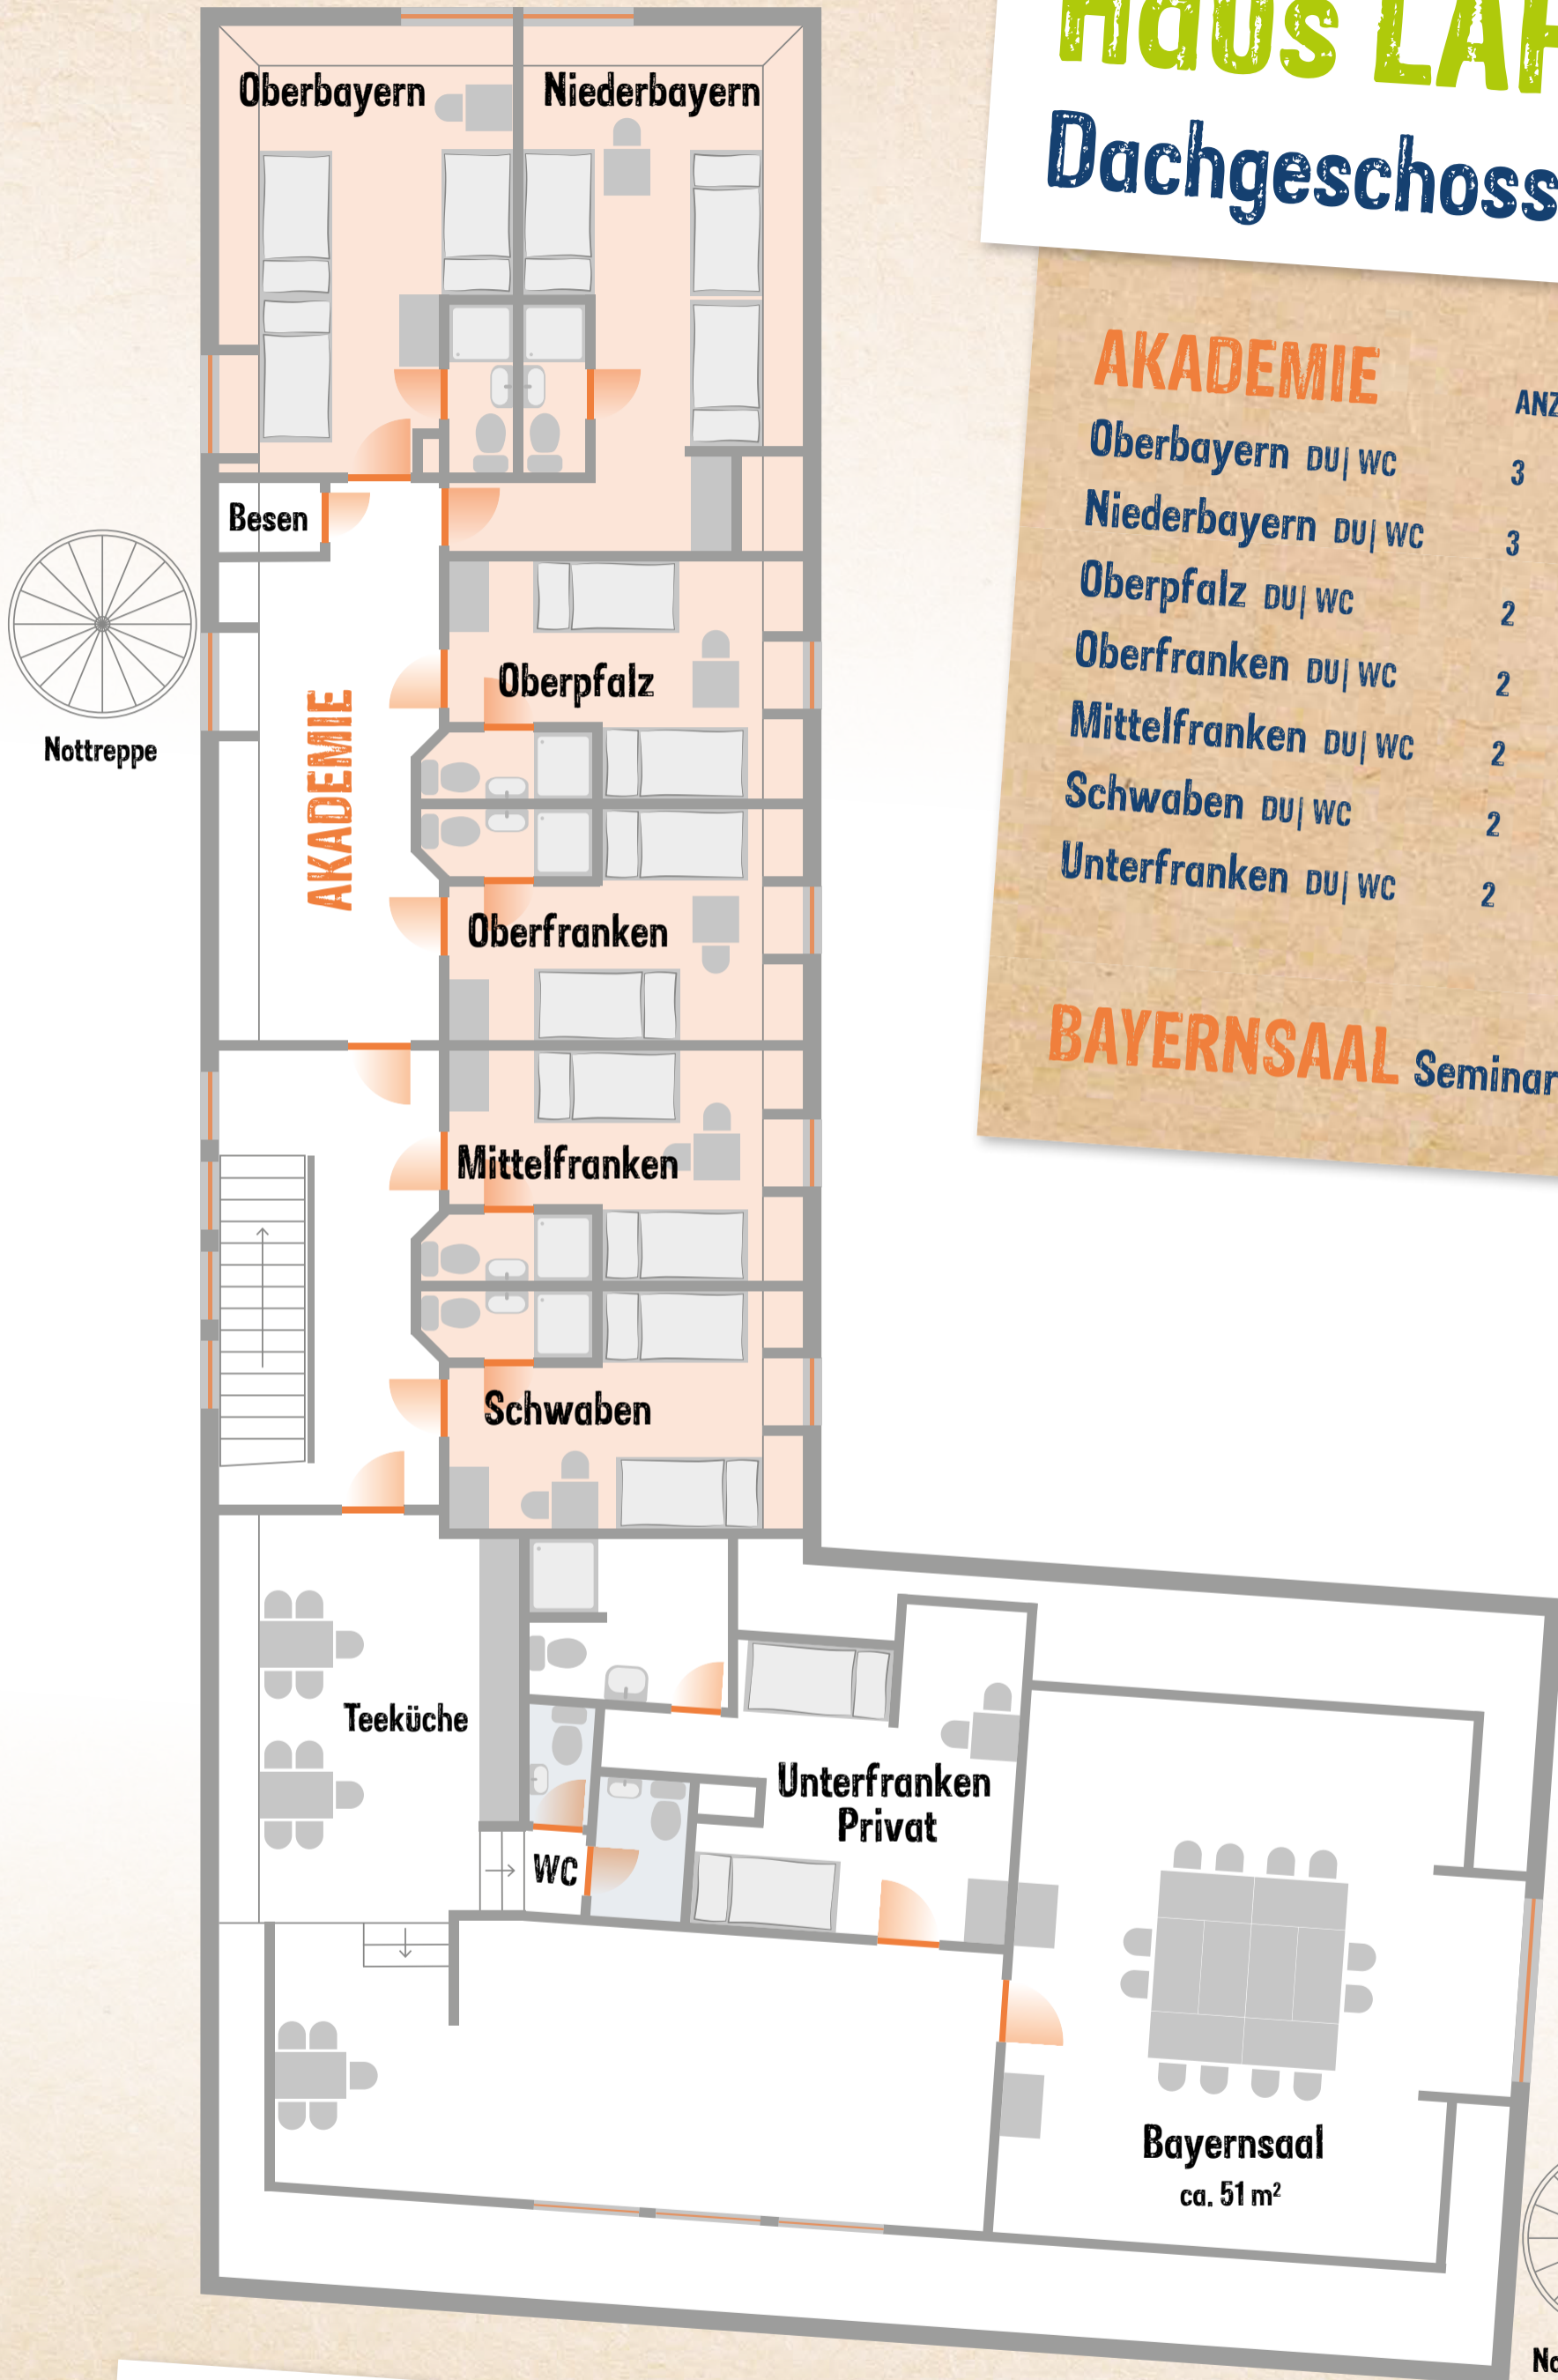 Haus
Dachgeschoss
AKADEMIE
Oberbayern DU| WC 3
Niederbayern DU| WC 3
Oberpfalz DU| WC 2
Oberfranken DU| WC 2
Mittelfranken DU| WC 2
Schwaben DU| WC 2
Unterfranken DU| WC 2
BAYERNSAAL Seminar
Oberbayern
Niederbayern
Besen
Nottreppe
AKADEMIE
Oberpfalz
Oberfranken
Mittelfranken
Schwaben
Teeküche
WC
Unterfranken
Privat
Bayernsaal
ca. 51 m²